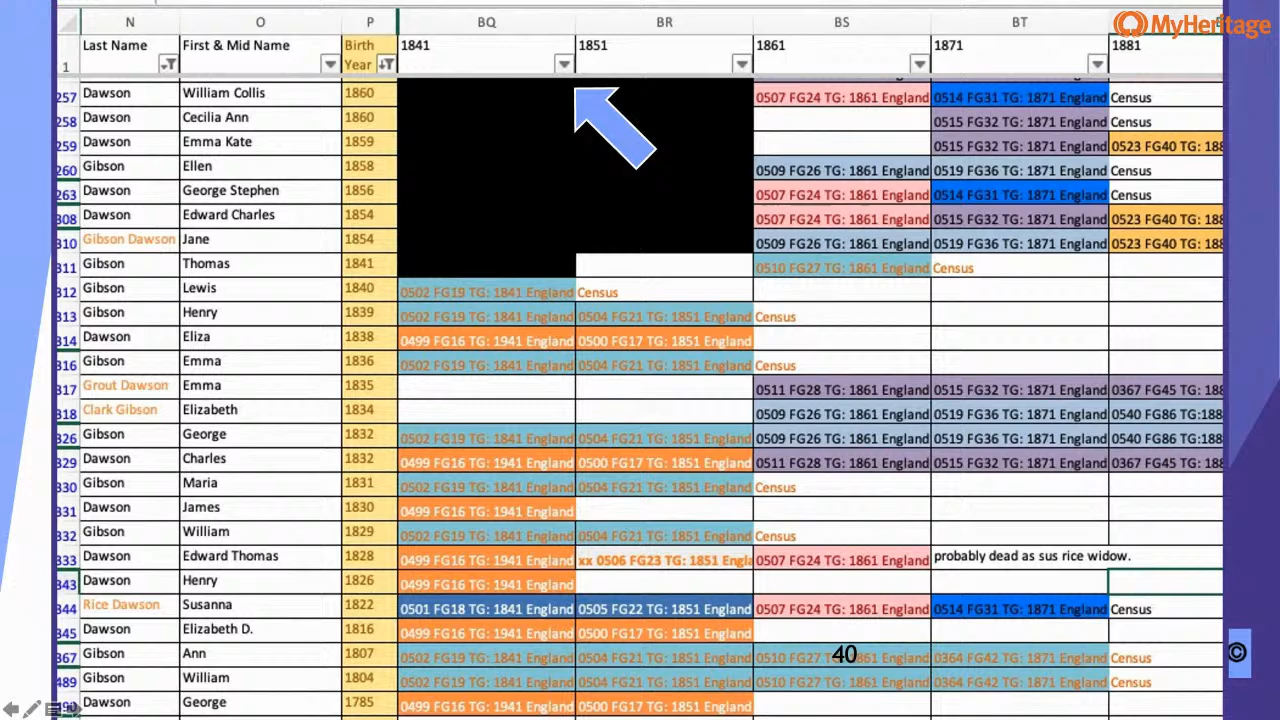 MyHeritage
N O P BQ BR BS BT
Last Name First & Mid Name Birth Year 1841 1851 1861 1871 1881
1
257 Dawson William Collis 1860 0507 FG24 TG: 1861 England 0514 FG31 TG: 1871 England Census
258 Dawson Cecilia Ann 1860 0515 FG32 TG: 1871 England Census
259 Dawson Emma Kate 1859 0515 FG32 TG: 1871 England 0523 FG40 TG: 188
260 Gibson Ellen 1858 0509 FG26 TG: 1861 England 0519 FG36 TG: 1871 England Census
263 Dawson George Stephen 1856 0507 FG24 TG: 1861 England 0514 FG31 TG: 1871 England Census
308 Dawson Edward Charles 1854 0507 FG24 TG: 1861 England 0515 FG32 TG: 1871 England 0523 FG40 TG: 188
310 Gibson Dawson Jane 1854 0509 FG26 TG: 1861 England 0519 FG36 TG: 1871 England 0523 FG40 TG: 188
311 Gibson Thomas 1841 0510 FG27 TG: 1861 England Census
312 Gibson Lewis 1840 0502 FG19 TG: 1841 England Census
313 Gibson Henry 1839 0502 FG19 TG: 1841 England 0504 FG21 TG: 1851 England Census
314 Dawson Eliza 1838 0499 FG16 TG: 1941 England 0500 FG17 TG: 1851 England
316 Gibson Emma 1836 0502 FG19 TG: 1841 England 0504 FG21 TG: 1851 England Census
317 Grout Dawson Emma 1835 0511 FG28 TG: 1861 England 0515 FG32 TG: 1871 England 0367 FG45 TG: 188
318 Clark Gibson Elizabeth 1834 0509 FG26 TG: 1861 England 0519 FG36 TG: 1871 England 0540 FG86 TG:188
326 Gibson George 1832 0502 FG19 TG: 1841 England 0504 FG21 TG: 1851 England 0509 FG26 TG: 1861 England 0519 FG36 TG: 1871 England 0540 FG86 TG:188
329 Dawson Charles 1832 0499 FG16 TG: 1941 England 0500 FG17 TG: 1851 England 0511 FG28 TG: 1861 England 0515 FG32 TG: 1871 England 0367 FG45 TG: 188
330 Gibson Maria 1831 0502 FG19 TG: 1841 England 0504 FG21 TG: 1851 England Census
331 Dawson James 1830 0499 FG16 TG: 1941 England
332 Gibson William 1829 0502 FG19 TG: 1841 England 0504 FG21 TG: 1851 England Census
333 Dawson Edward Thomas 1828 0499 FG16 TG: 1941 England xx 0506 FG23 TG: 1851 Engla 0507 FG24 TG: 1861 England probably dead as sus rice widow.
343 Dawson Henry 1826 0499 FG16 TG: 1941 England
344 Rice Dawson Susanna 1822 0501 FG18 TG: 1841 England 0505 FG22 TG: 1851 England 0507 FG24 TG: 1861 England 0514 FG31 TG: 1871 England Census
345 Dawson Elizabeth D. 1816 0499 FG16 TG: 1941 England 0500 FG17 TG: 1851 England
367 Gibson Ann 1807 0502 FG19 TG: 1841 England 0504 FG21 TG: 1851 England 0510 FG27 TG: 1861 England 0364 FG42 TG: 1871 England Census
40
©
489 Gibson William 1804 0502 FG19 TG: 1841 England 0504 FG21 TG: 1851 England 0510 FG27 TG: 1861 England 0364 FG42 TG: 1871 England Census
Dawson George 1785 0499 FG16 TG: 1941 England 0500 FG17 TG: 1851 England